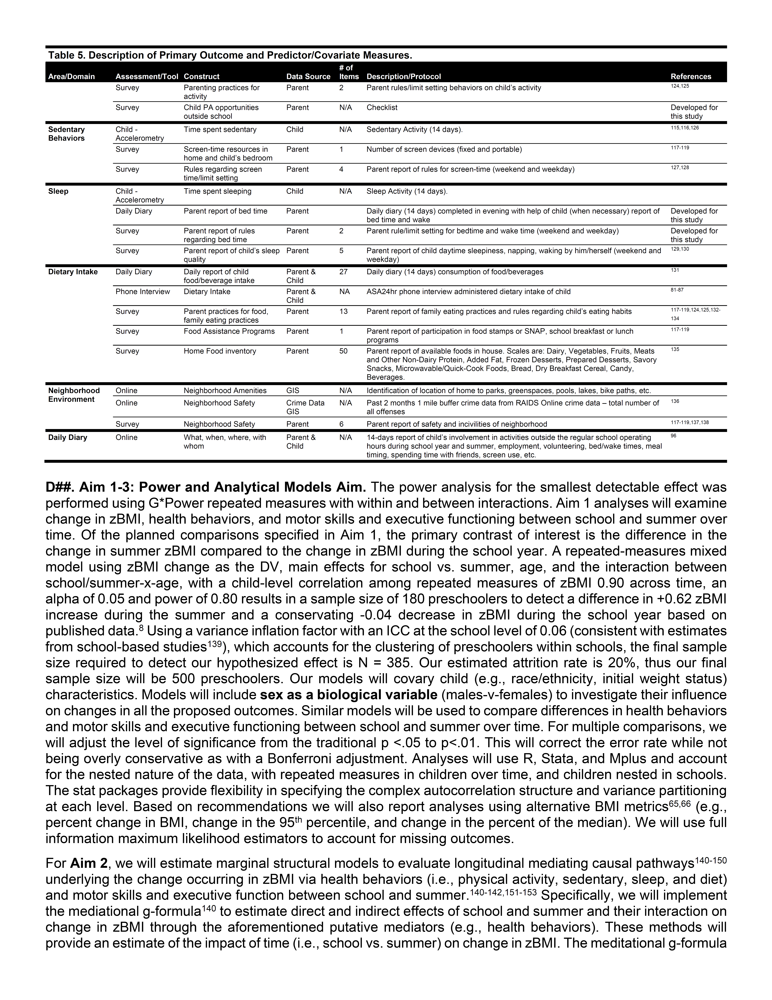 Table 5. Description of Primary Outcome and Predictor/Covariate Measures.
Area/Domain Assessment/Tool Construct Data Source # of Items Description/Protocol References
Survey Parenting practices for activity Parent 2 Parent rules/limit setting behaviors on child's activity 124,125
Survey Child PA opportunities outside school Parent N/A Checklist Developed for this study
Sedentary Behaviors Child - Accelerometry Time spent sedentary Child N/A Sedentary Activity (14 days). 115,116,126
Survey Screen-time resources in home and child's bedroom Parent 1 Number of screen devices (fixed and portable) 117-119
Survey Rules regarding screen time/limit setting Parent 4 Parent report of rules for screen-time (weekend and weekday) 127,128
Sleep Child - Accelerometry Time spent sleeping Child N/A Sleep Activity (14 days).
Daily Diary Parent report of bed time Parent Daily diary (14 days) completed in evening with help of child (when necessary) report of bed time and wake Developed for this study
Survey Parent report of rules regarding bed time Parent 2 Parent rule/limit setting for bedtime and wake time (weekend and weekday) Developed for this study
Survey Parent report of child's sleep quality Parent 5 Parent report of child daytime sleepiness, napping, waking by him/herself (weekend and weekday) 129,130
Dietary Intake Daily Diary Daily report of child food/beverage intake Parent & Child 27 Daily diary (14 days) consumption of food/beverages 131
Phone Interview Dietary Intake Parent & Child NA ASA24hr phone interview administered dietary intake of child 81-87
Survey Parent practices for food, family eating practices Parent 13 Parent report of family eating practices and rules regarding child's eating habits 117-119,124,125,132-134
Survey Food Assistance Programs Parent 1 Parent report of participation in food stamps or SNAP, school breakfast or lunch programs 117-119
Survey Home Food inventory Parent 50 Parent report of available foods in house. Scales are: Dairy, Vegetables, Fruits, Meats and Other Non-Dairy Protein, Added Fat, Frozen Desserts, Prepared Desserts, Savory Snacks, Microwavable/Quick-Cook Foods, Bread, Dry Breakfast Cereal, Candy, Beverages. 135
Neighborhood Environment Online Neighborhood Amenities GIS N/A Identification of location of home to parks, greenspaces, pools, lakes, bike paths, etc.
Online Neighborhood Safety Crime Data GIS N/A Past 2 months 1 mile buffer crime data from RAIDS Online crime data – total number of all offenses 136
Survey Neighborhood Safety Parent 6 Parent report of safety and incivilities of neighborhood 117-119,137,138
Daily Diary Online What, when, where, with whom Parent & Child N/A 14-days report of child's involvement in activities outside the regular school operating hours during school year and summer, employment, volunteering, bed/wake times, meal timing, spending time with friends, screen use, etc. 96
D##. Aim 1-3: Power and Analytical Models Aim. The power analysis for the smallest detectable effect was
performed using G*Power repeated measures with within and between interactions. Aim 1 analyses will examine
change in zBMI, health behaviors, and motor skills and executive functioning between school and summer over
time. Of the planned comparisons specified in Aim 1, the primary contrast of interest is the difference in the
change in summer zBMI compared to the change in zBMI during the school year. A repeated-measures mixed
model using zBMI change as the DV, main effects for school vs. summer, age, and the interaction between
school/summer-x-age, with a child-level correlation among repeated measures of zBMI 0.90 across time, an
alpha of 0.05 and power of 0.80 results in a sample size of 180 preschoolers to detect a difference in +0.62 zBMI
increase during the summer and a conservating -0.04 decrease in zBMI during the school year based on
published data.8 Using a variance inflation factor with an ICC at the school level of 0.06 (consistent with estimates
from school-based studies139), which accounts for the clustering of preschoolers within schools, the final sample
size required to detect our hypothesized effect is N = 385. Our estimated attrition rate is 20%, thus our final
sample size will be 500 preschoolers. Our models will covary child (e.g., race/ethnicity, initial weight status)
characteristics. Models will include sex as a biological variable (males-v-females) to investigate their influence
on changes in all the proposed outcomes. Similar models will be used to compare differences in health behaviors
and motor skills and executive functioning between school and summer over time. For multiple comparisons, we
will adjust the level of significance from the traditional p <.05 to p<.01. This will correct the error rate while not
being overly conservative as with a Bonferroni adjustment. Analyses will use R, Stata, and Mplus and account
for the nested nature of the data, with repeated measures in children over time, and children nested in schools.
The stat packages provide flexibility in specifying the complex autocorrelation structure and variance partitioning
at each level. Based on recommendations we will also report analyses using alternative BMI metrics65,66 (e.g.,
percent change in BMI, change in the 95th percentile, and change in the percent of the median). We will use full
information maximum likelihood estimators to account for missing outcomes.
For Aim 2, we will estimate marginal structural models to evaluate longitudinal mediating causal pathways140-150
underlying the change occurring in zBMI via health behaviors (i.e., physical activity, sedentary, sleep, and diet)
and motor skills and executive function between school and summer.140-142,151-153 Specifically, we will implement
the mediational g-formula140 to estimate direct and indirect effects of school and summer and their interaction on
change in zBMI through the aforementioned putative mediators (e.g., health behaviors). These methods will
provide an estimate of the impact of time (i.e., school vs. summer) on change in zBMI. The meditational g-formula